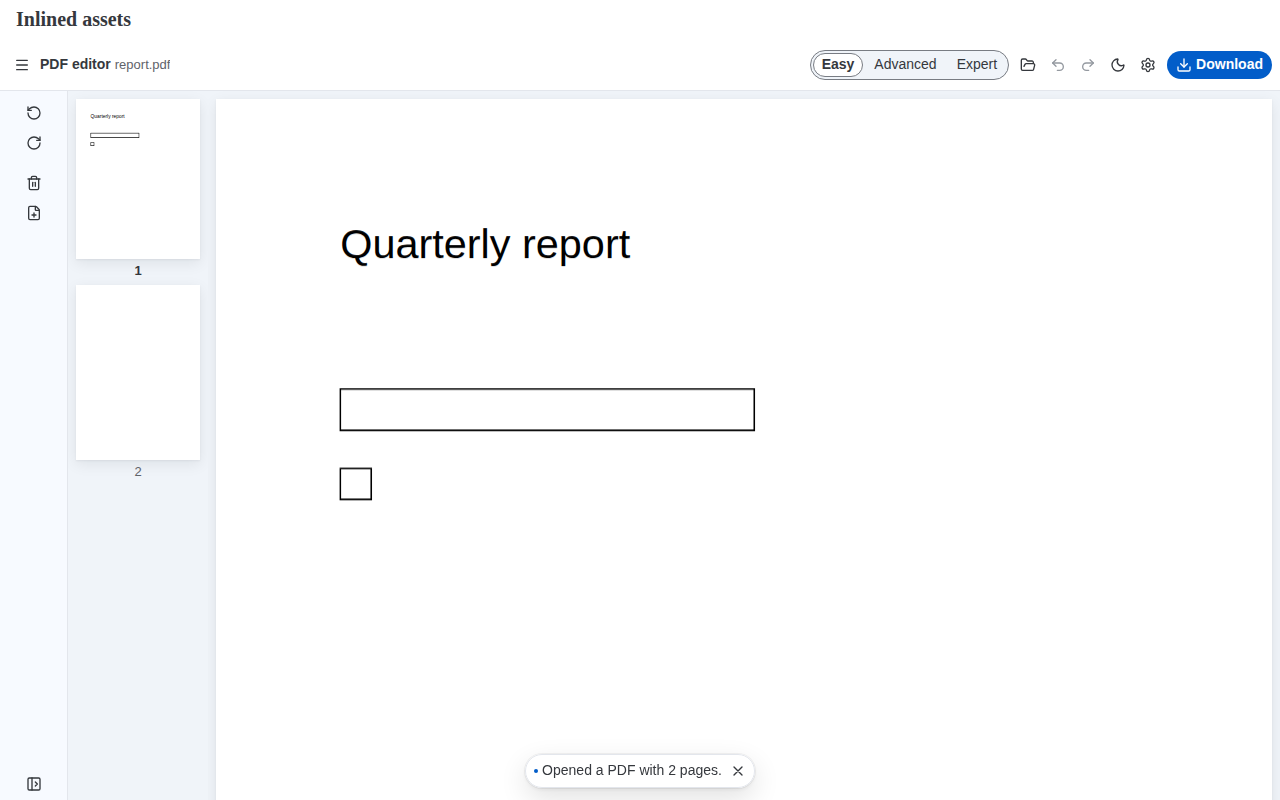 Inlined assets
PDF editor report.pdf
Easy Advanced Expert
Download
Quarterly report
1
2
Quarterly report
Opened a PDF with 2 pages.